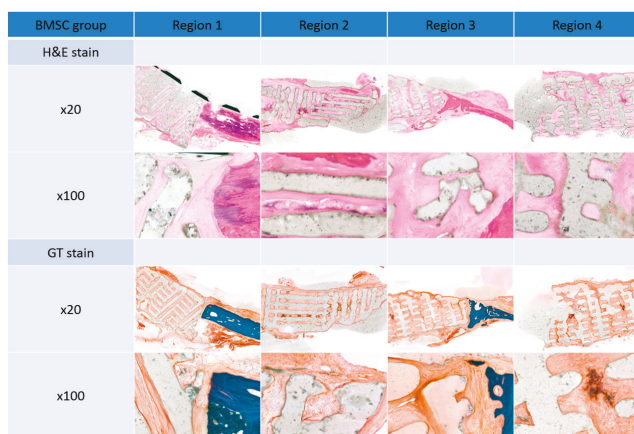 BMSC group Region 1 Region 2 Region 3 Region 4
H&E stain
x20
x100
GT stain
x20
x100